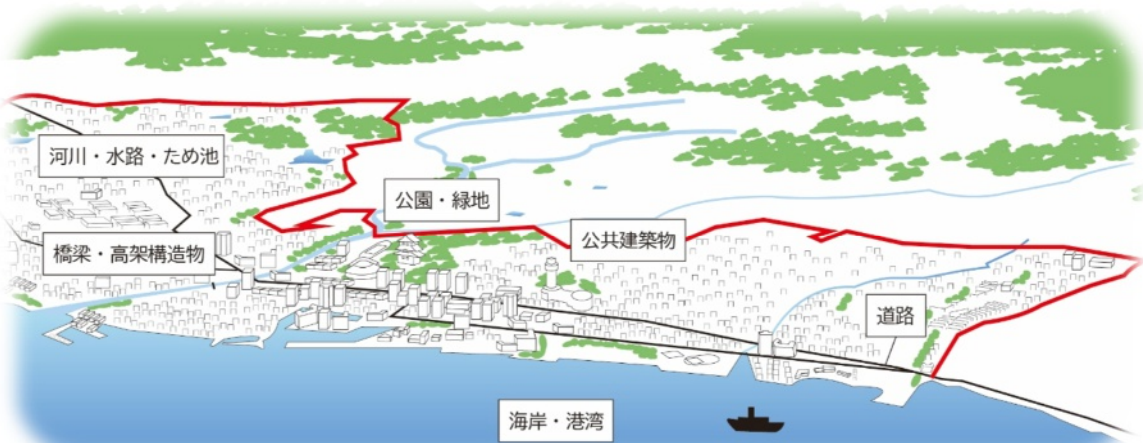 河川・水路・ため池
公園・緑地
公共建築物
橋梁・高架構造物
道路
海岸・港湾